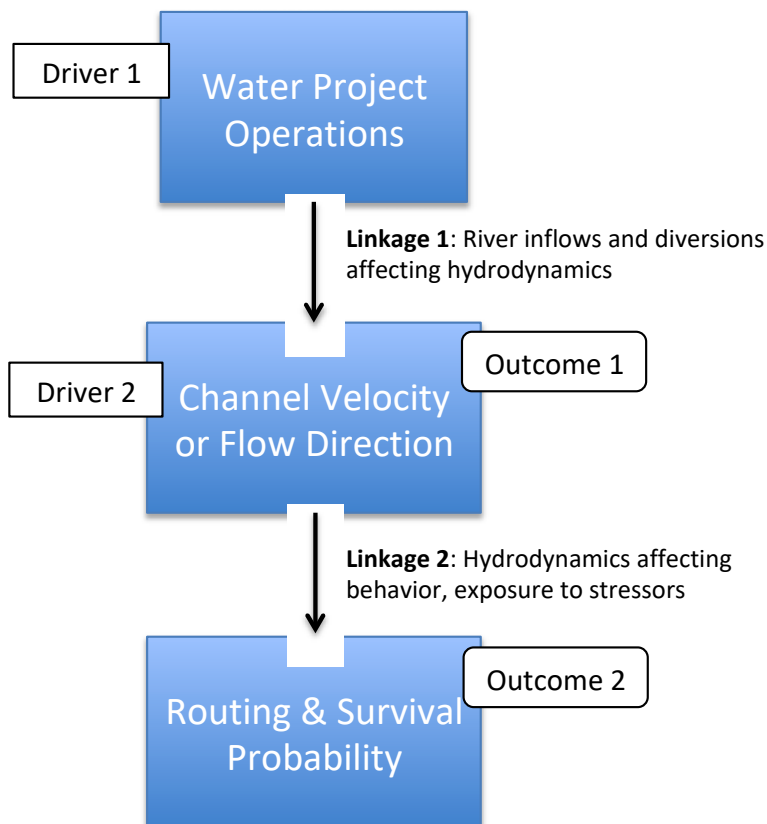 Driver 1
Water Project
Operations
Linkage 1: River inflows and diversions
affecting hydrodynamics
Outcome 1
Driver 2
Channel Velocity
or Flow Direction
Linkage 2: Hydrodynamics affecting
behavior, exposure to stressors
Outcome 2
Routing & Survival
Probability